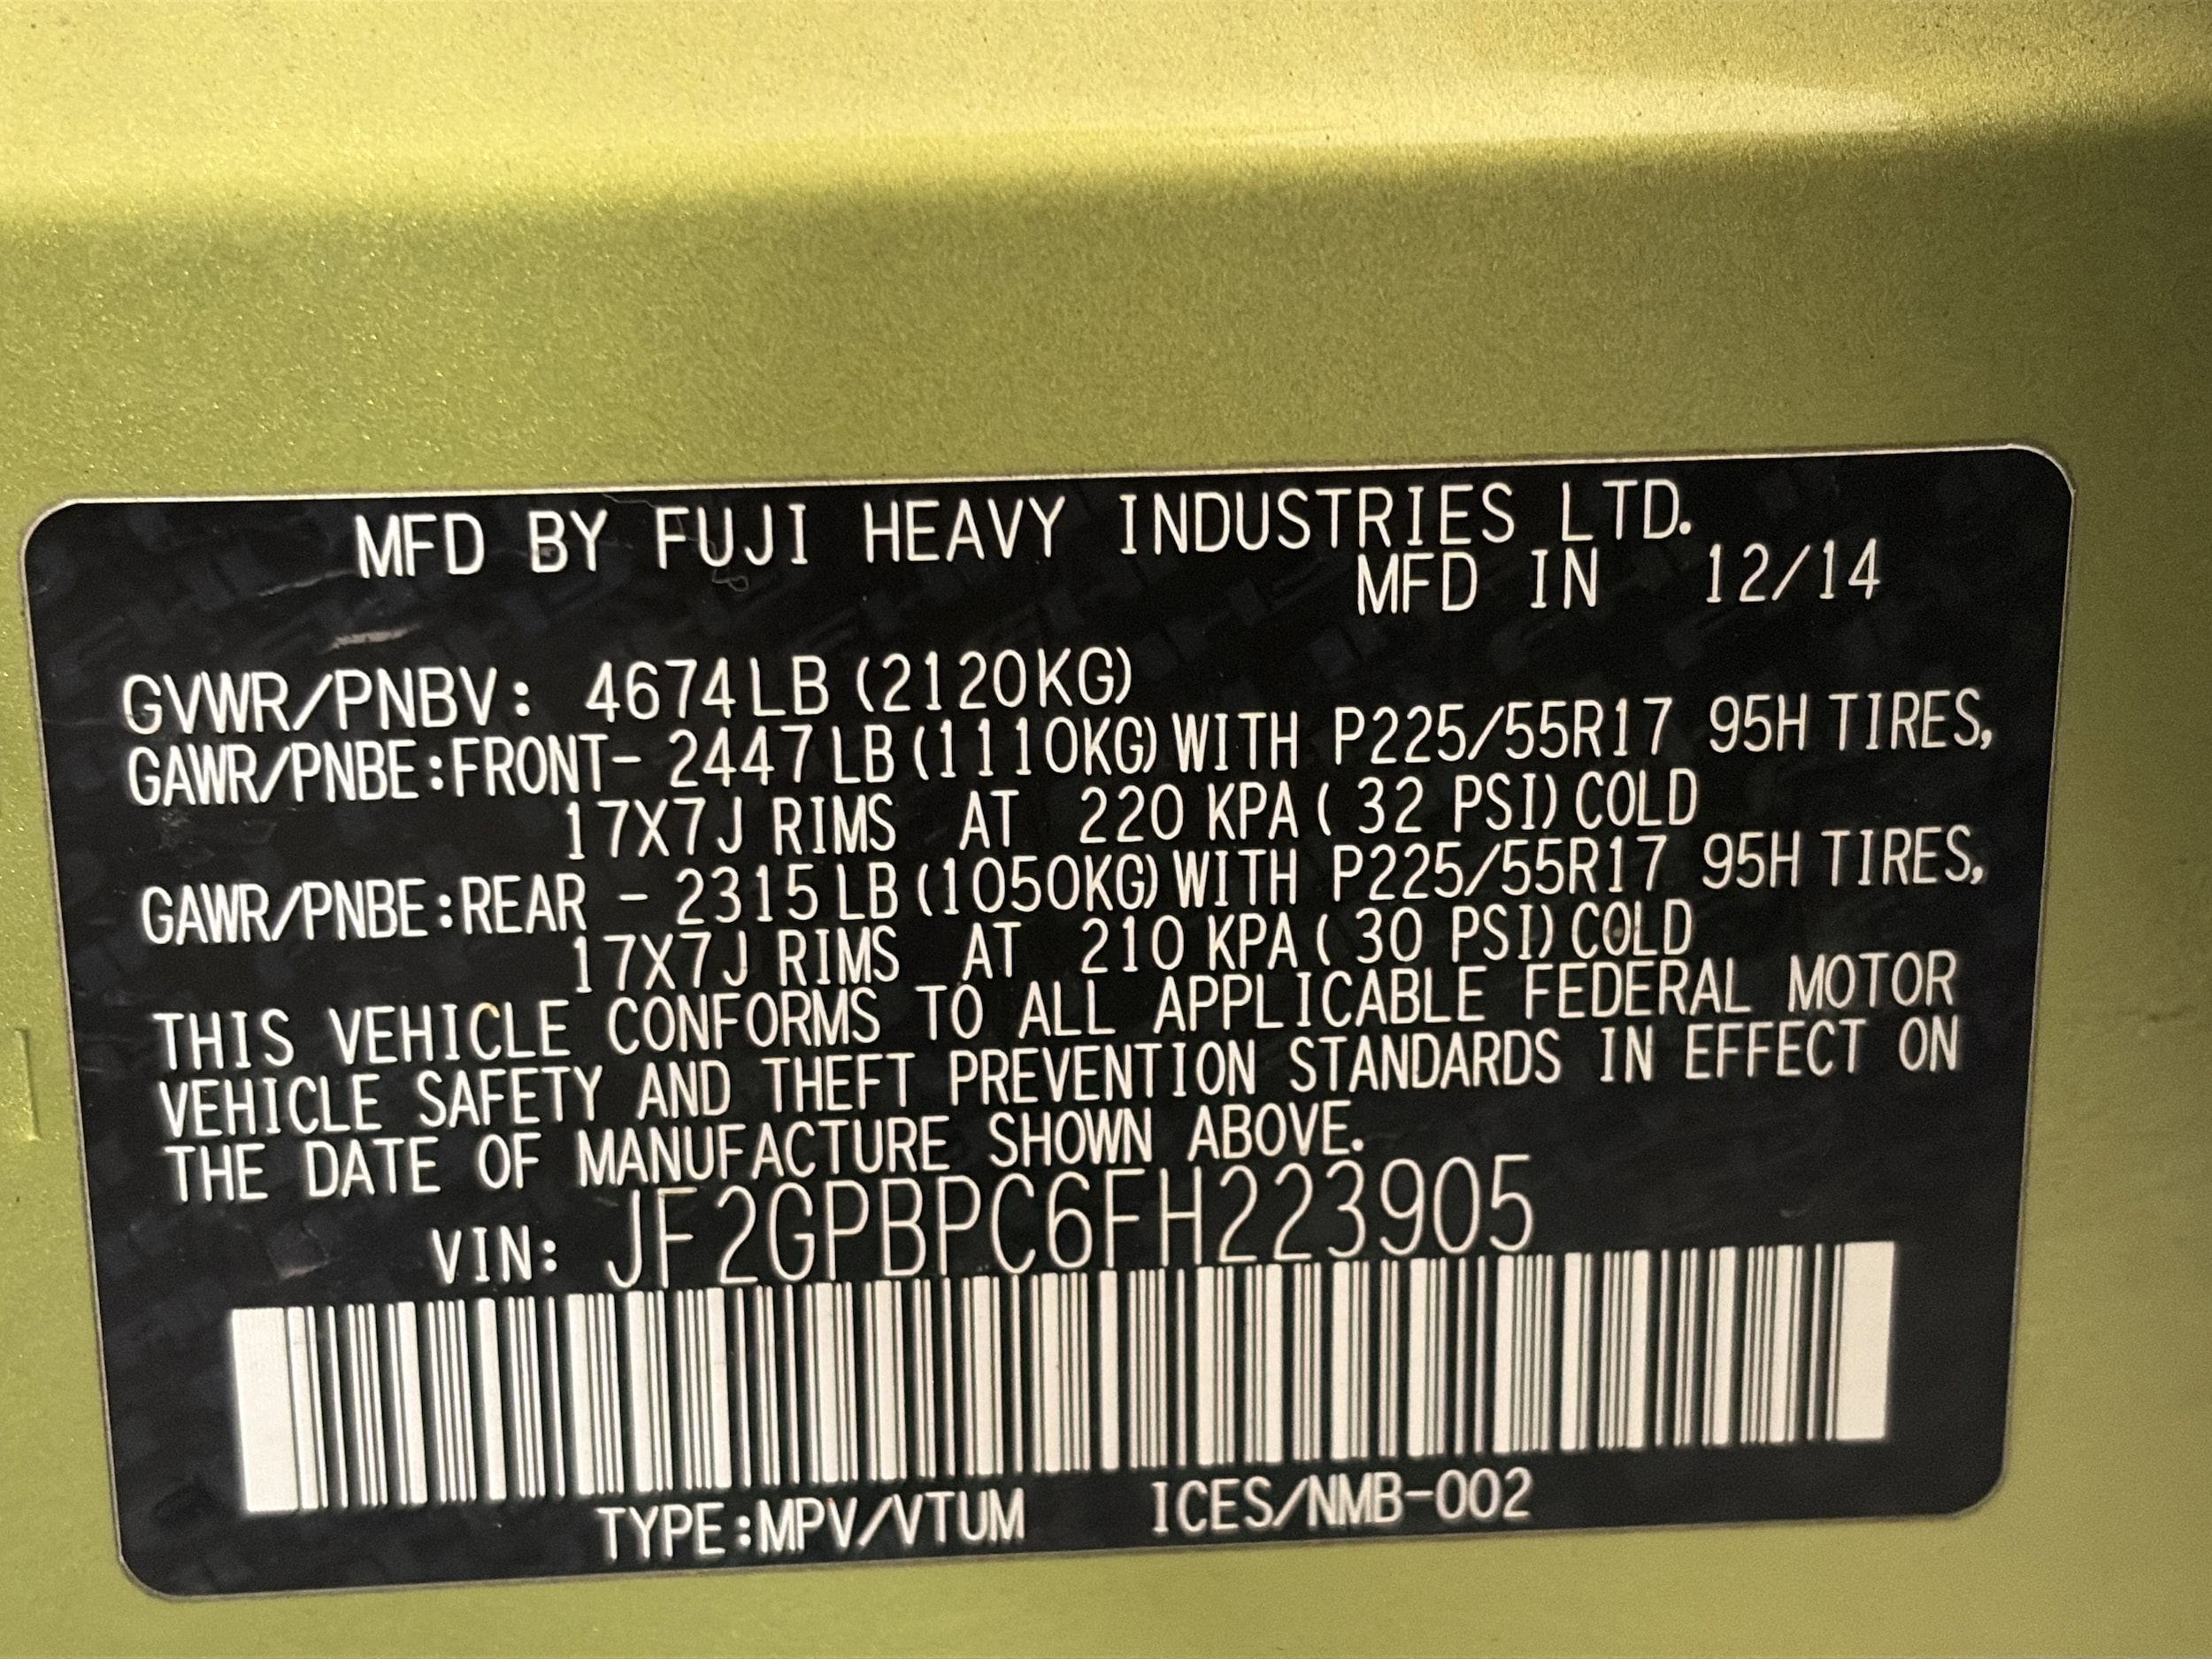 MFD BY FUJI HEAVY INDUSTRIES LTD.
MFD IN 12/14
GVWR/PNBV: 4674LB (2120KG)
GAWR/PNBE:FRONT- 2447LB (1110KG) WITH P225/55R17 95H TIRES,
17X7J RIMS AT 220 KPA ( 32 PSI) COLD
GAWR/PNBE:REAR - 2315LB (1050KG) WITH P225/55R17 95H TIRES,
17X7J RIMS AT 210 KPA ( 30 PSI) COLD
THIS VEHICLE CONFORMS TO ALL APPLICABLE FEDERAL MOTOR
VEHICLE SAFETY AND THEFT PREVENTION STANDARDS IN EFFECT ON
THE DATE OF MANUFACTURE SHOWN ABOVE.
VIN: JF2GPBPC6FH223905
TYPE:MPV/VTUM ICES/NMB-002